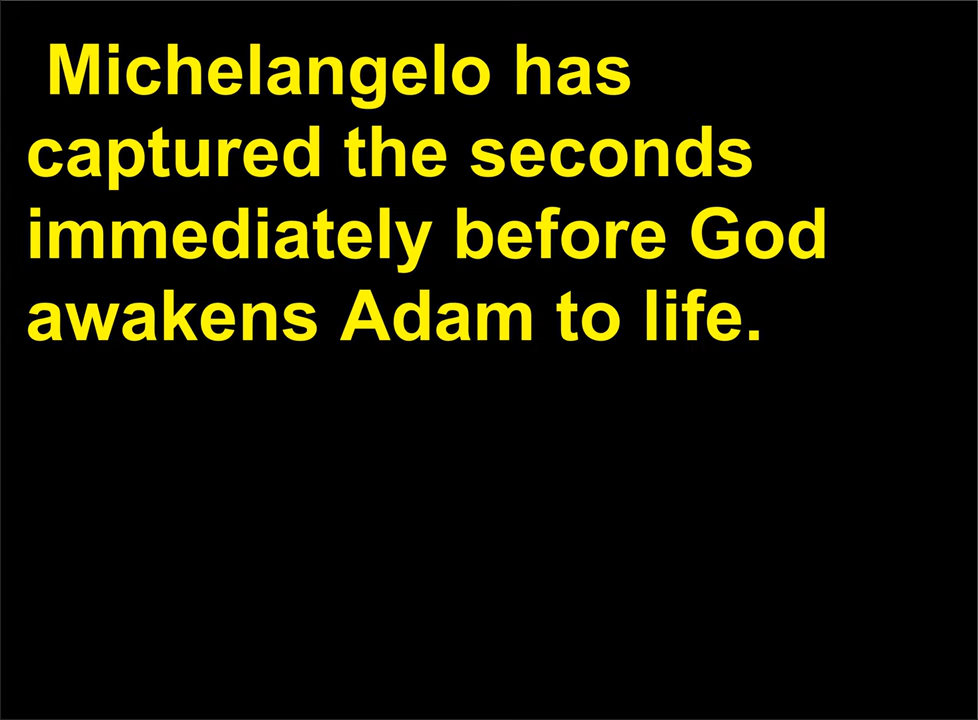 Michelangelo has
captured the seconds
immediately before God
awakens Adam to life.